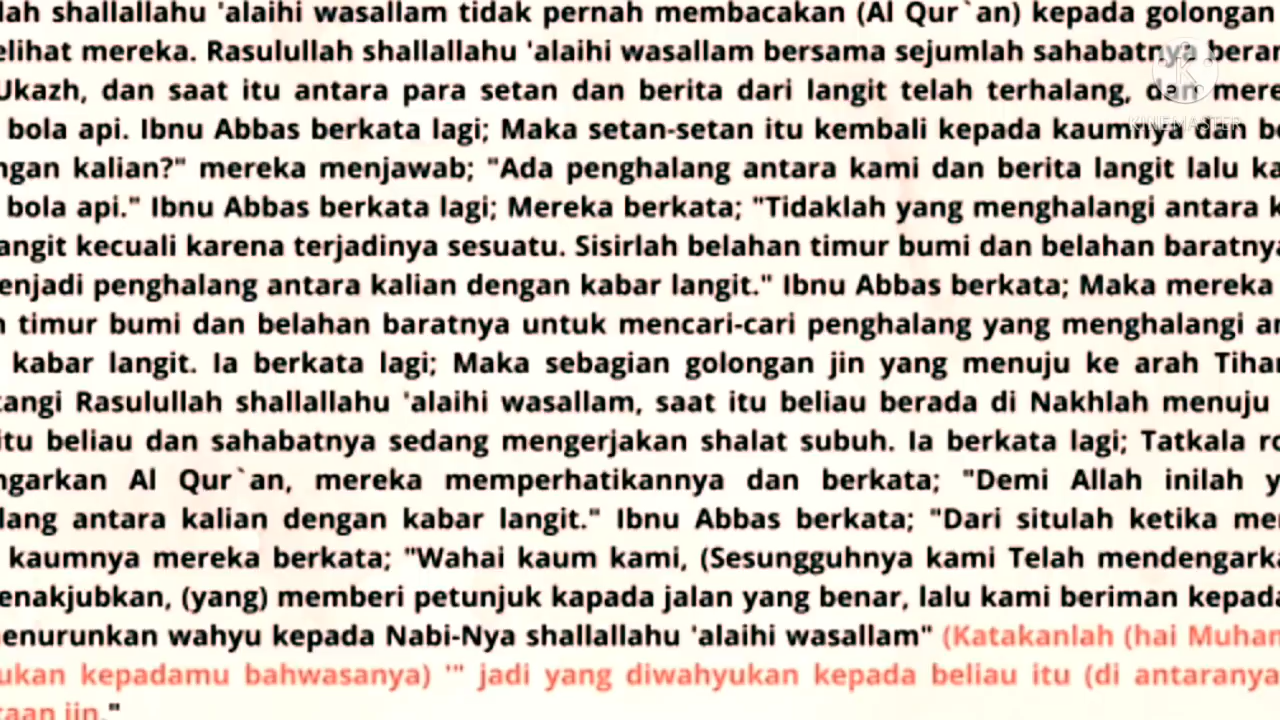 lah shallallahu 'alaihi wasallam tidak pernah membacakan (Al Qur`an) kepada golongan
elihat mereka. Rasulullah shallallahu 'alaihi wasallam bersama sejumlah sahabatnya beran
Ukazh, dan saat itu antara para setan dan berita dari langit telah terhalang, dan mere
bola api. Ibnu Abbas berkata lagi; Maka setan-setan itu kembali kepada kaumnya dan be
ngan kalian?" mereka menjawab; "Ada penghalang antara kami dan berita langit lalu ka
bola api." Ibnu Abbas berkata lagi; Mereka berkata; "Tidaklah yang menghalangi antara k
angit kecuali karena terjadinya sesuatu. Sisirlah belahan timur bumi dan belahan baratnya
enjadi penghalang antara kalian dengan kabar langit." Ibnu Abbas berkata; Maka mereka
n timur bumi dan belahan baratnya untuk mencari-cari penghalang yang menghalangi an
kabar langit. Ia berkata lagi; Maka sebagian golongan jin yang menuju ke arah Tihan
tangi Rasulullah shallallahu 'alaihi wasallam, saat itu beliau berada di Nakhlah menuju
itu beliau dan sahabatnya sedang mengerjakan shalat subuh. Ia berkata lagi; Tatkala ro
ngarkan Al Qur`an, mereka memperhatikannya dan berkata; "Demi Allah inilah y
lang antara kalian dengan kabar langit." Ibnu Abbas berkata; "Dari situlah ketika me
kaumnya mereka berkata; "Wahai kaum kami, (Sesungguhnya kami Telah mendengarka
enakjubkan, (yang) memberi petunjuk kapada jalan yang benar, lalu kami beriman kepada
enurunkan wahyu kepada Nabi-Nya shallallahu 'alaihi wasallam" (Katakanlah (hai Muham
ukan kepadamu bahwasanya) '" jadi yang diwahyukan kepada beliau itu (di antaranya
taan jin."
KINEMASTER